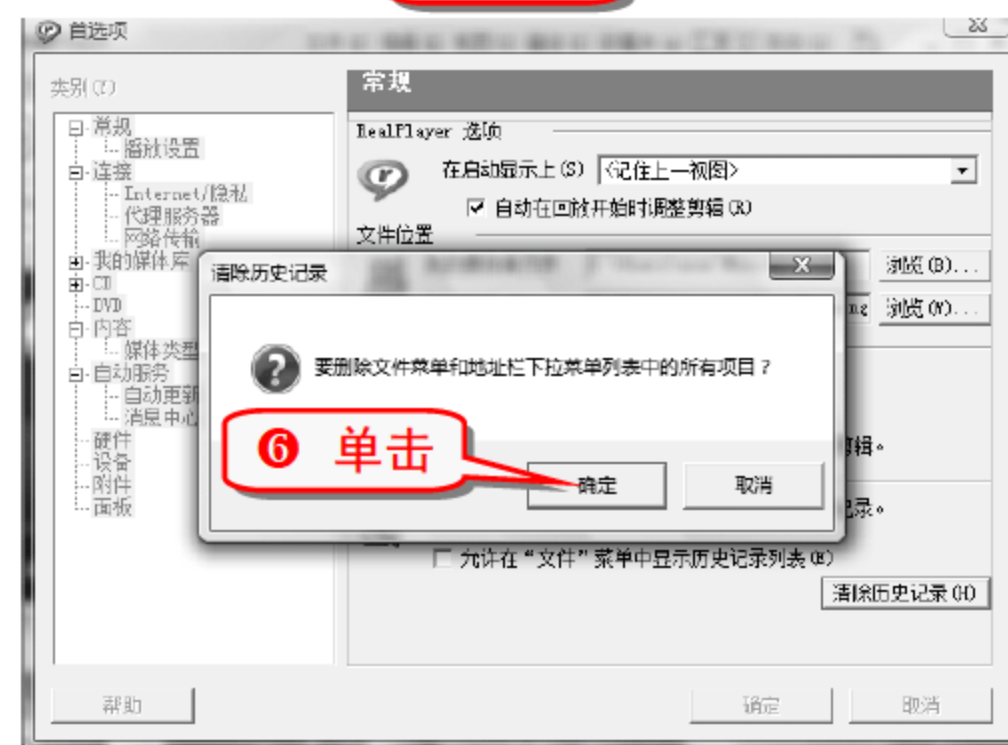 首选项
类别(Y)
常规
播放设置
连接
Internet/隐私
代理服务器
网络传输
我的媒体库
CD
DVD
内容
媒体类型
自动服务
自动更新
消息中心
硬件
设备
附件
面板
常规
RealPlayer 选项
在启动显示上(S) <记住上一视图>
自动在回放开始时调整剪辑(R)
文件位置
浏览(B)...
浏览(W)...
清除历史记录
要删除文件菜单和地址栏下拉菜单列表中的所有项目？
❻ 单击
确定 取消
剪辑。
记录。
允许在“文件”菜单中显示历史记录列表(E)
清除历史记录(H)
帮助 确定 取消